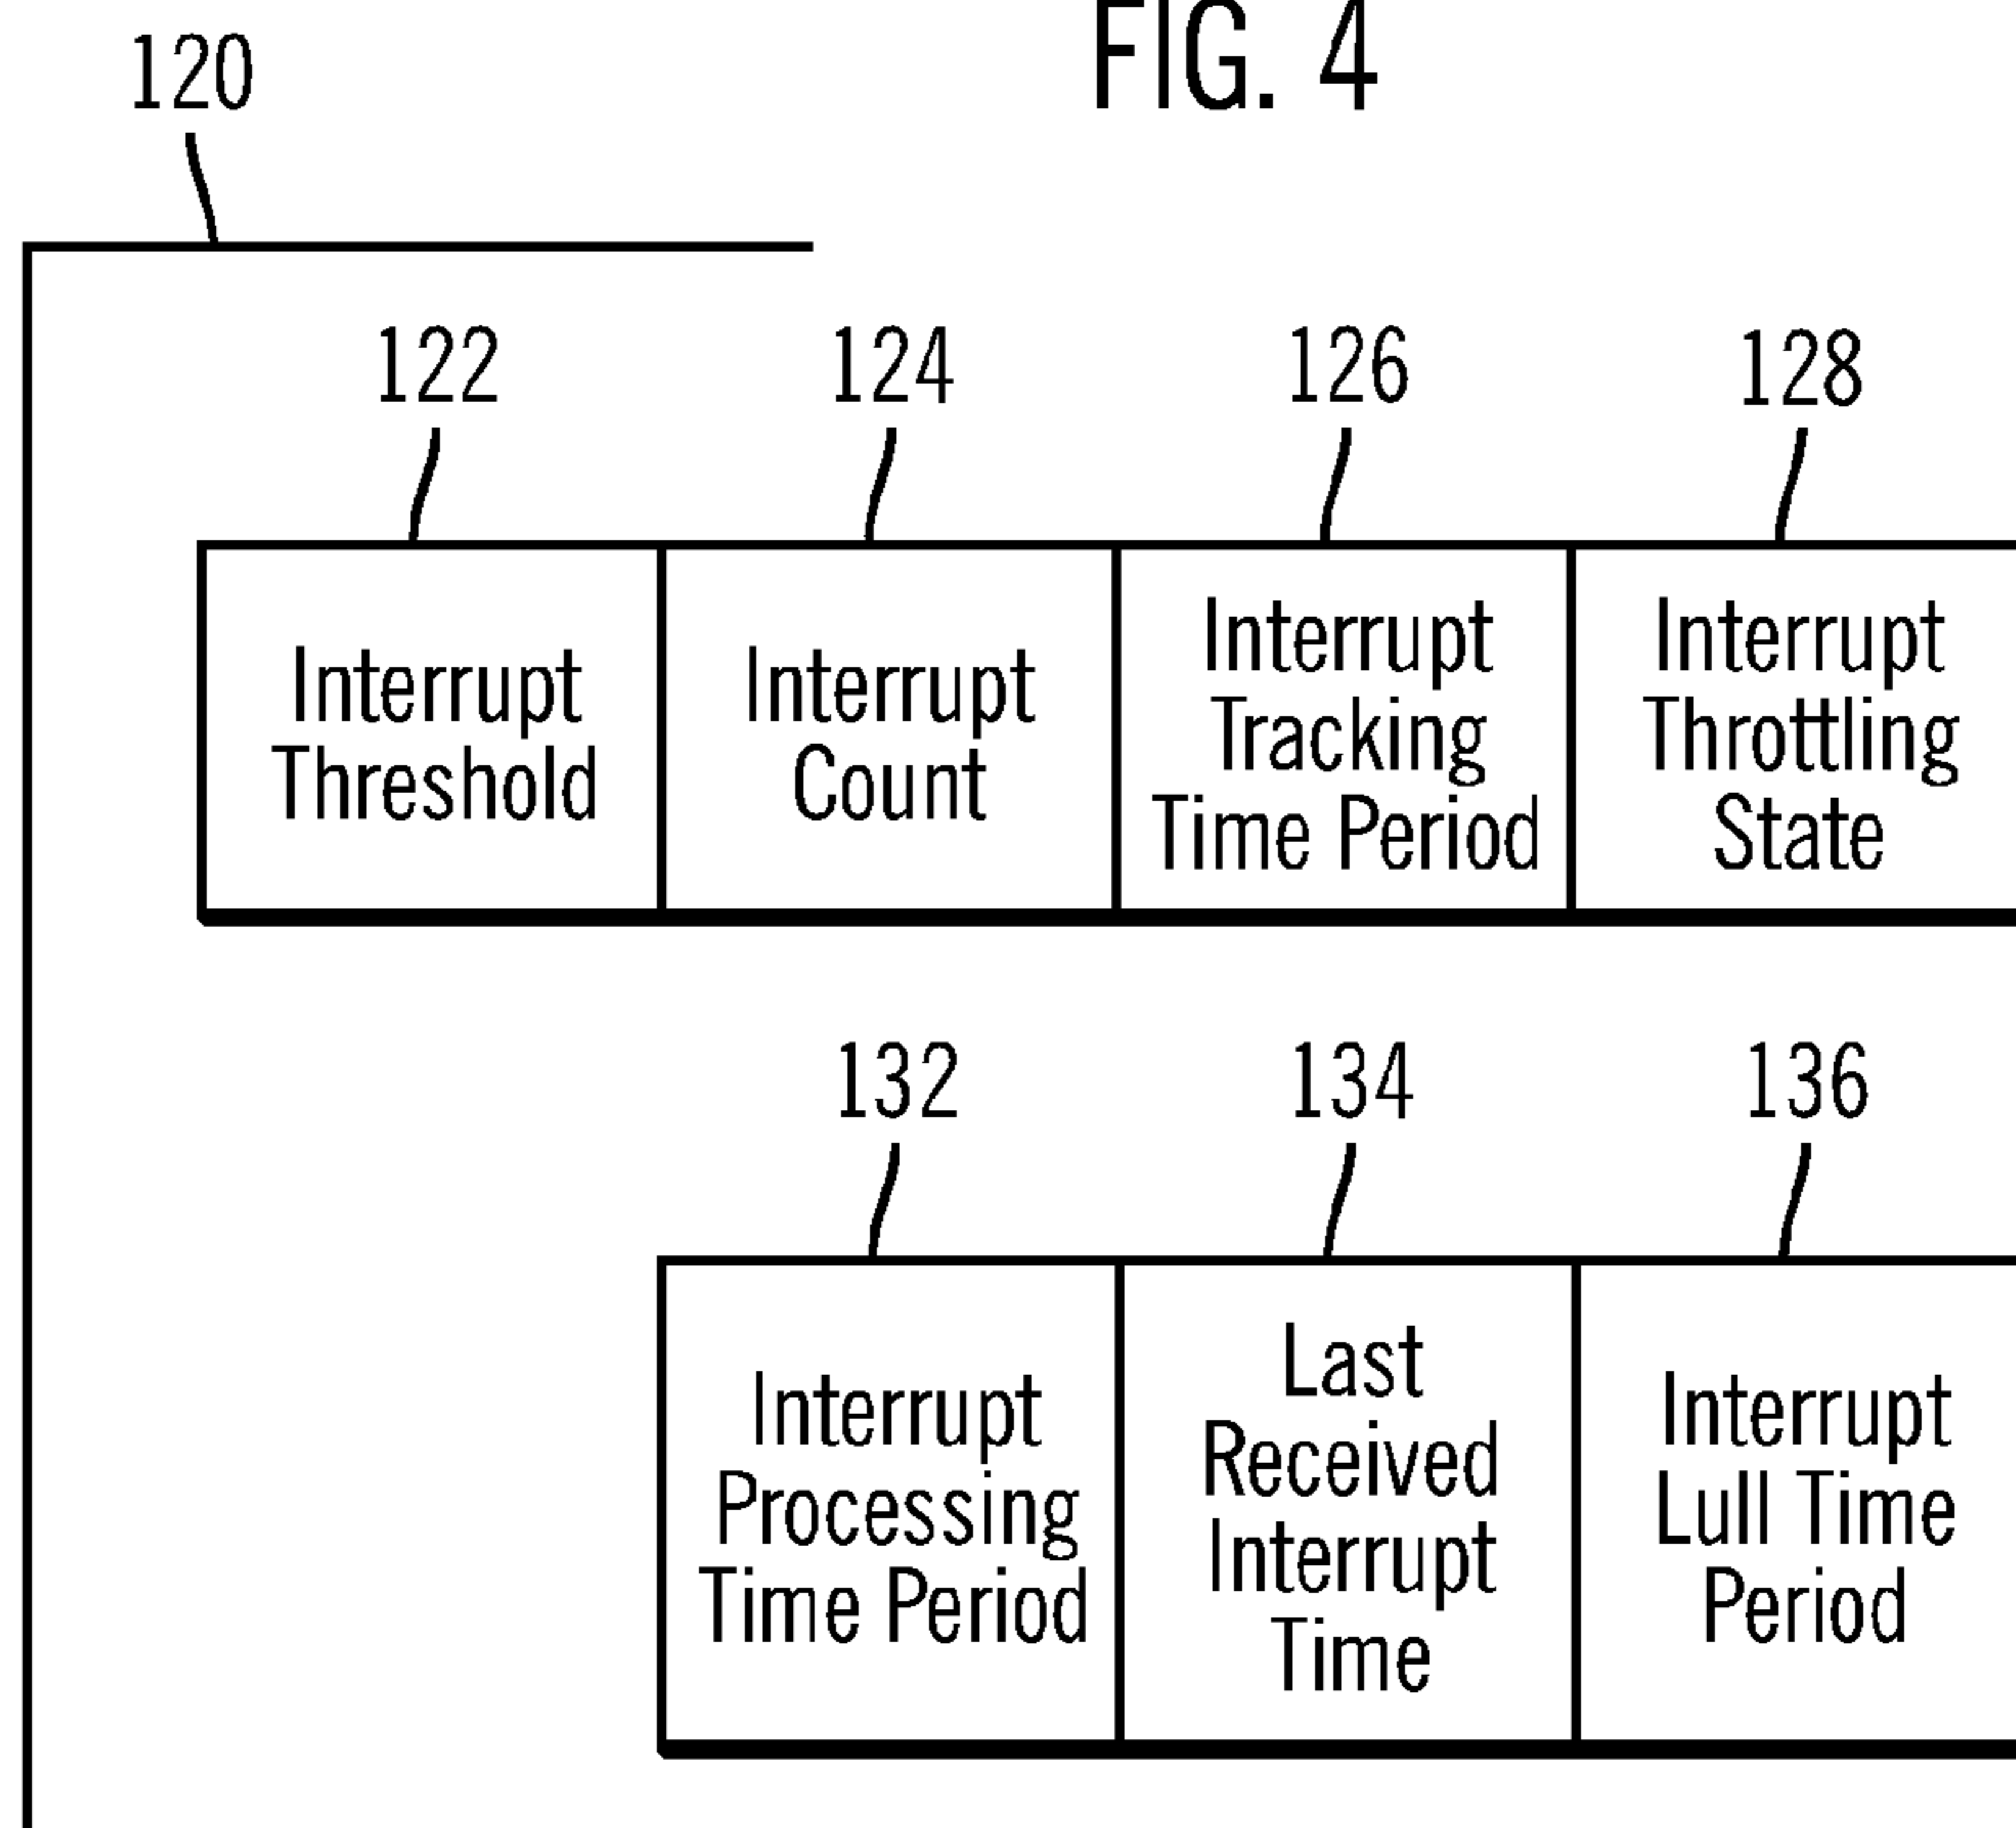 FIG. 4
120
122 124 126 128
Interrupt
Threshold
Interrupt
Count
Interrupt
Tracking
Time Period
Interrupt
Throttling
State
132 134 136
Interrupt
Processing
Time Period
Last
Received
Interrupt
Time
Interrupt
Lull Time
Period